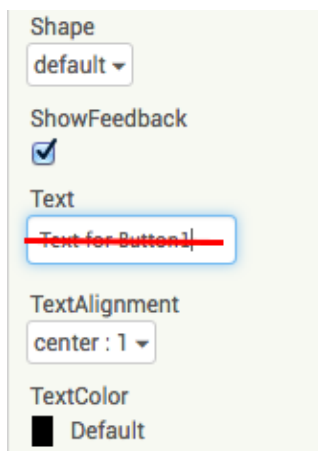 Shape
default
ShowFeedback
Text
Text for Button1
TextAlignment
center : 1
TextColor
Default